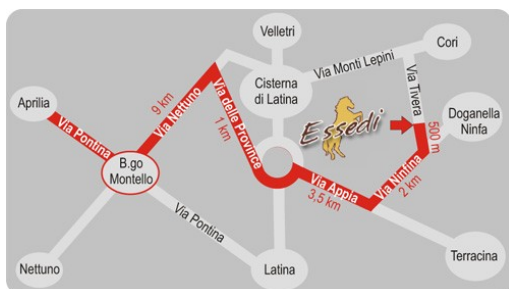 Velletri
Cori
Via Monti Lepini
Cisterna
di Latina
Via Tivera
9 km
Via Nettuno
Via delle Province
1 km
Aprilia
Via Pontina
Essedi
500 m
Doganella
Ninfa
B.go
Montello
Via Appia
3,5 km
Via Ninfina
2 km
Via Pontina
Nettuno
Latina
Terracina